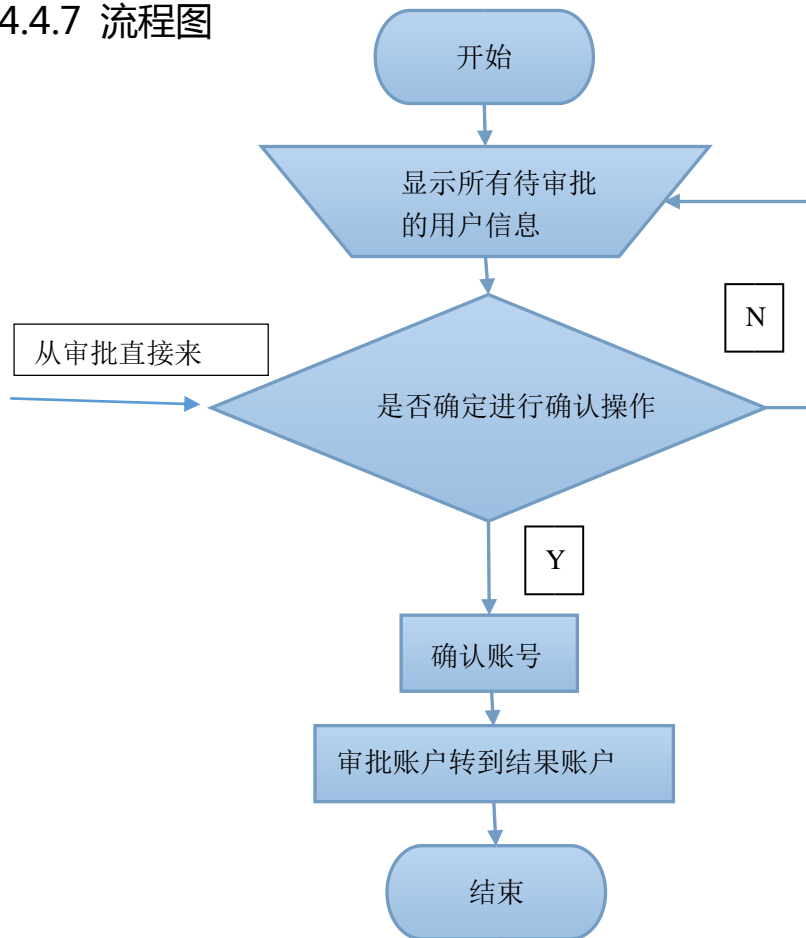 4.4.7 流程图
开始
显示所有待审批
的用户信息
N
从审批直接来
是否确定进行确认操作
Y
确认账号
审批账户转到结果账户
结束